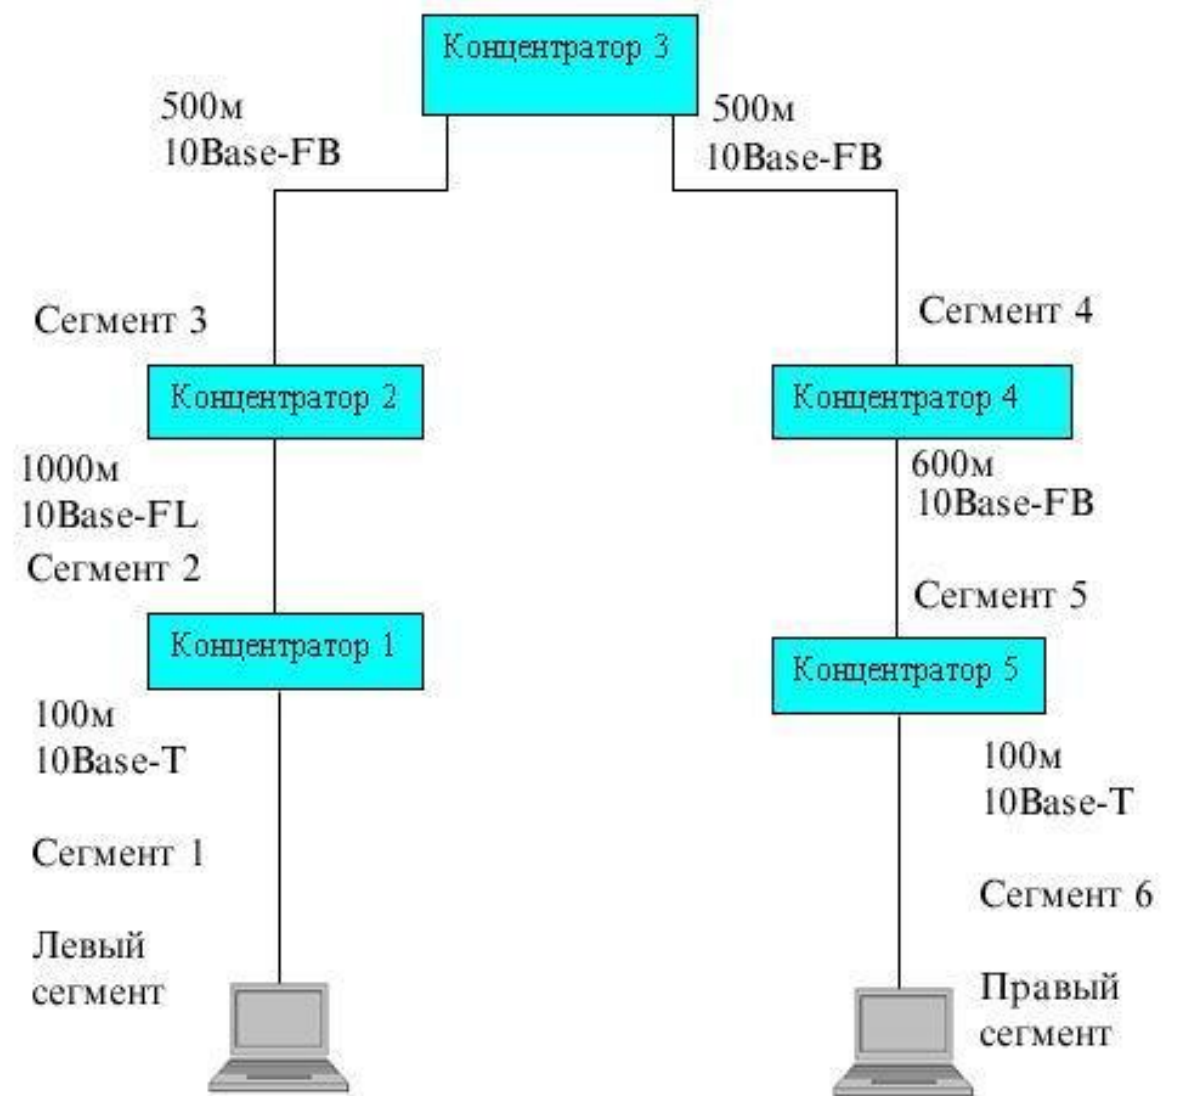 Концентратор 3
500м
10Base-FB
500м
10Base-FB
Сегмент 3
Сегмент 4
Концентратор 2
Концентратор 4
1000м
10Base-FL
Сегмент 2
600м
10Base-FB
Сегмент 5
Концентратор 1
Концентратор 5
100м
10Base-T
100м
10Base-T
Сегмент 1
Сегмент 6
Левый
сегмент
Правый
сегмент